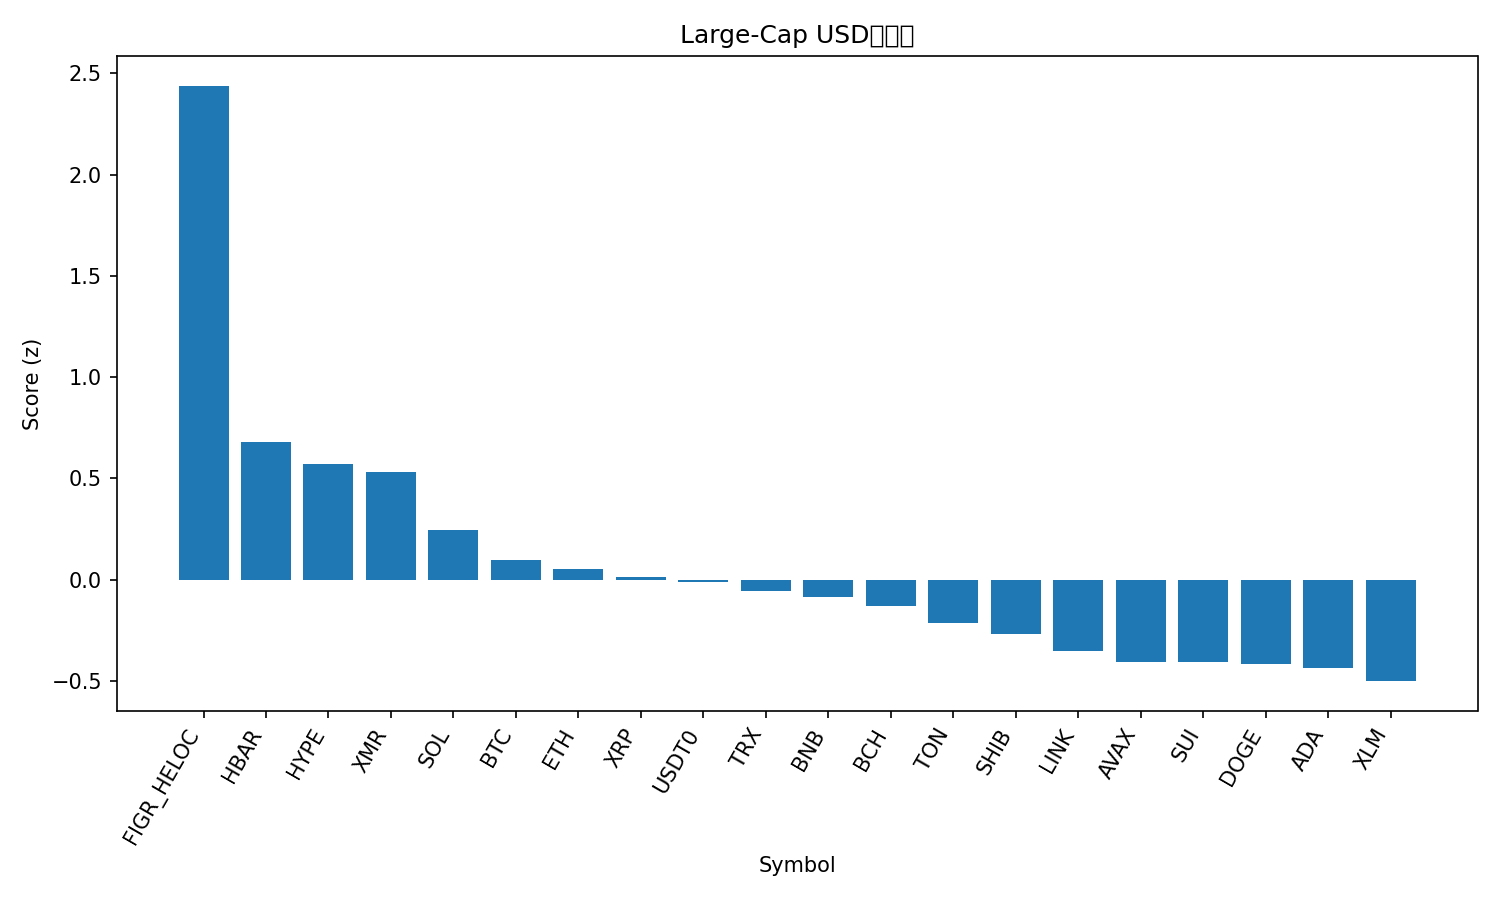 Large-Cap USD
2.5
2.0
1.5
1.0
0.5
0.0
−0.5
Score (z)
FIGR_HELOC
HBAR
HYPE
XMR
SOL
BTC
ETH
XRP
USDT0
TRX
BNB
BCH
TON
SHIB
LINK
AVAX
SUI
DOGE
ADA
XLM
Symbol